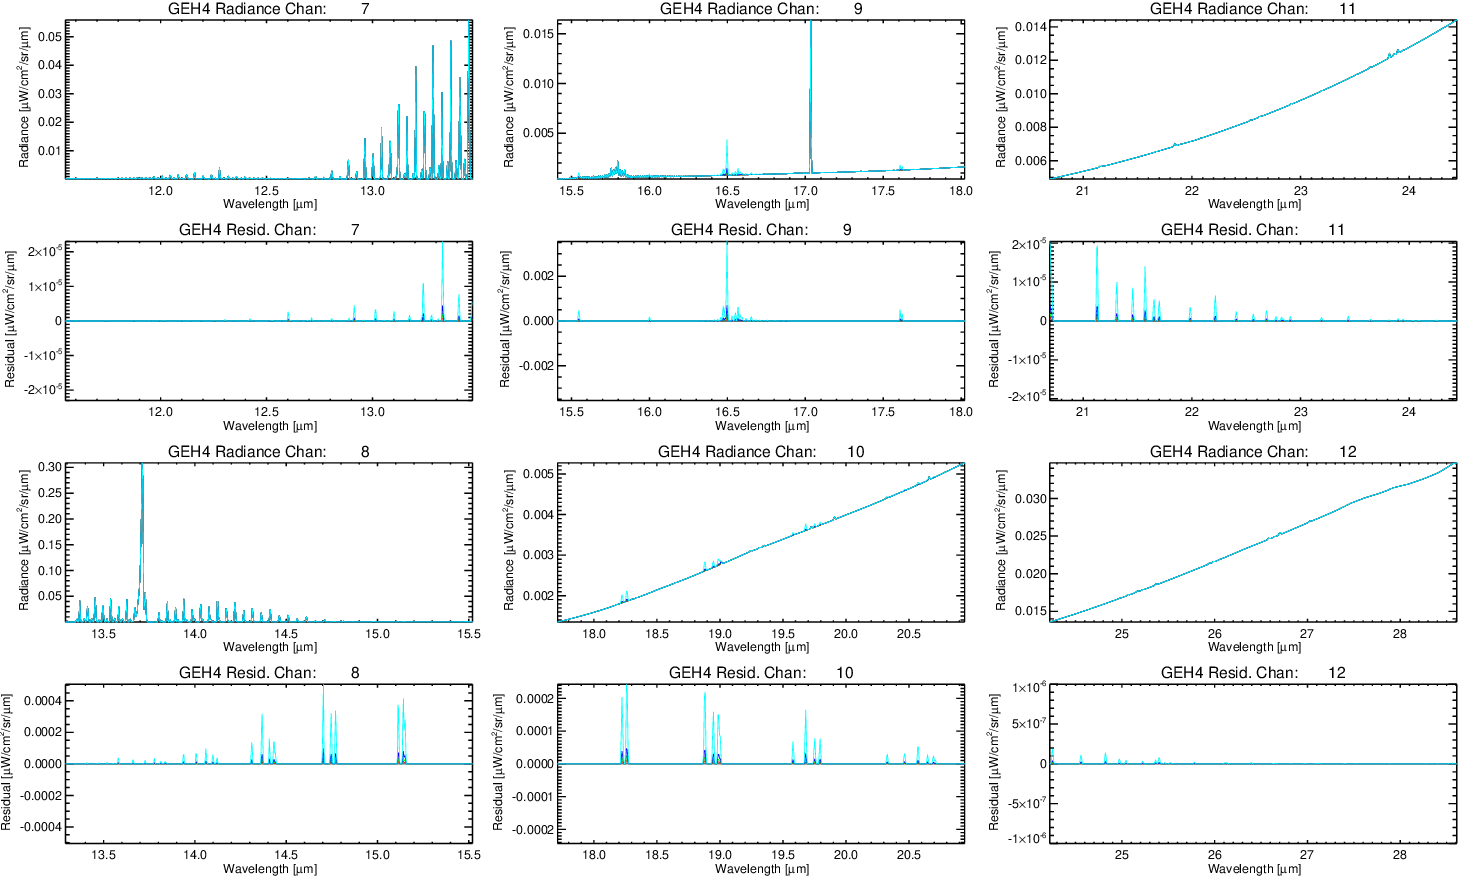 GEH4 Radiance Chan: 7
Radiance [μW/cm²/sr/μm]
0.05
0.04
0.03
0.02
0.01
12.0 12.5 13.0
Wavelength [μm]
GEH4 Radiance Chan: 9
Radiance [μW/cm²/sr/μm]
0.015
0.010
0.005
15.5 16.0 16.5 17.0 17.5 18.0
Wavelength [μm]
GEH4 Radiance Chan: 11
Radiance [μW/cm²/sr/μm]
0.014
0.012
0.010
0.008
0.006
21 22 23 24
Wavelength [μm]
GEH4 Resid. Chan: 7
Residual [μW/cm²/sr/μm]
2×10⁻⁵
1×10⁻⁵
0
-1×10⁻⁵
-2×10⁻⁵
12.0 12.5 13.0
Wavelength [μm]
GEH4 Resid. Chan: 9
Residual [μW/cm²/sr/μm]
0.002
0.000
-0.002
15.5 16.0 16.5 17.0 17.5 18.0
Wavelength [μm]
GEH4 Resid. Chan: 11
Residual [μW/cm²/sr/μm]
2×10⁻⁵
1×10⁻⁵
0
-1×10⁻⁵
-2×10⁻⁵
21 22 23 24
Wavelength [μm]
GEH4 Radiance Chan: 8
Radiance [μW/cm²/sr/μm]
0.30
0.25
0.20
0.15
0.10
0.05
13.5 14.0 14.5 15.0 15.5
Wavelength [μm]
GEH4 Radiance Chan: 10
Radiance [μW/cm²/sr/μm]
0.005
0.004
0.003
0.002
18.0 18.5 19.0 19.5 20.0 20.5
Wavelength [μm]
GEH4 Radiance Chan: 12
Radiance [μW/cm²/sr/μm]
0.030
0.025
0.020
0.015
25 26 27 28
Wavelength [μm]
GEH4 Resid. Chan: 8
Residual [μW/cm²/sr/μm]
0.0004
0.0002
0.0000
-0.0002
-0.0004
13.5 14.0 14.5 15.0 15.5
Wavelength [μm]
GEH4 Resid. Chan: 10
Residual [μW/cm²/sr/μm]
0.0002
0.0001
0.0000
-0.0001
-0.0002
18.0 18.5 19.0 19.5 20.0 20.5
Wavelength [μm]
GEH4 Resid. Chan: 12
Residual [μW/cm²/sr/μm]
1×10⁻⁶
5×10⁻⁷
0
-5×10⁻⁷
-1×10⁻⁶
25 26 27 28
Wavelength [μm]